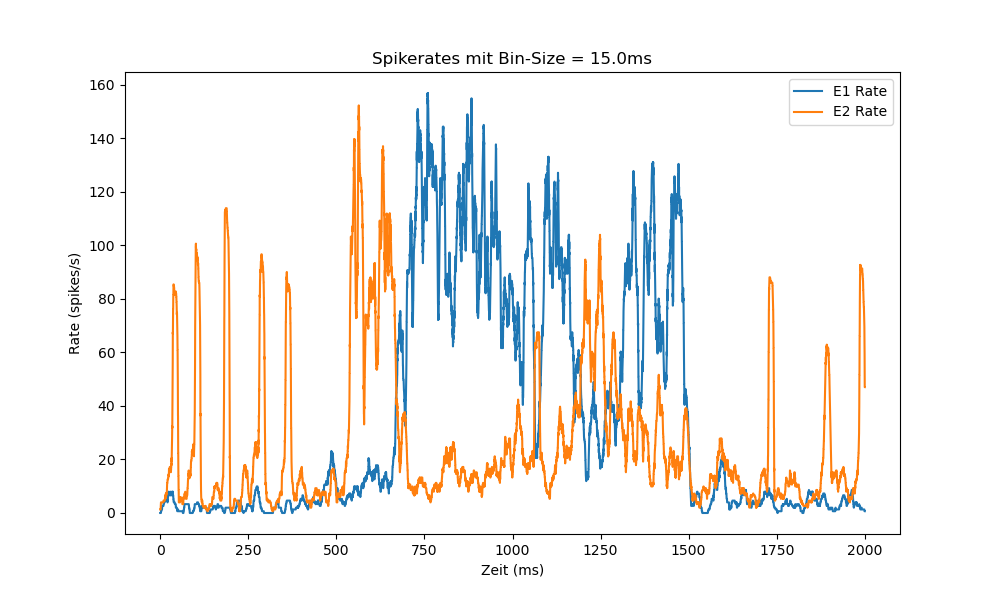 Spikerates mit Bin-Size = 15.0ms
E1 Rate
E2 Rate
160
140
120
100
80
60
40
20
0
Rate (spikes/s)
0 250 500 750 1000 1250 1500 1750 2000
Zeit (ms)